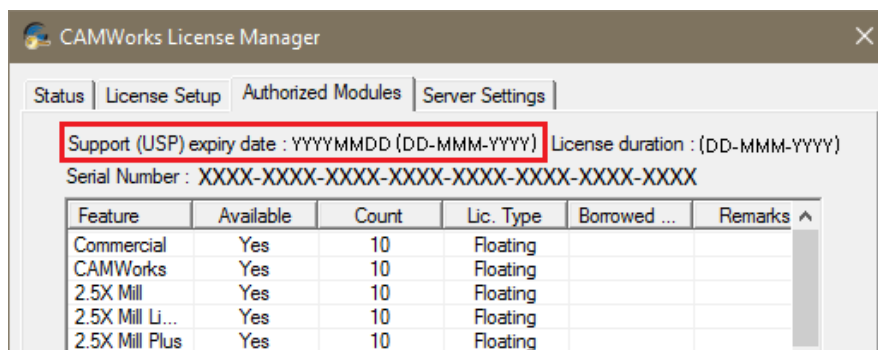 CAMWorks License Manager
Status License Setup Authorized Modules Server Settings
Support (USP) expiry date : YYYYMMDD (DD-MMM-YYYY) License duration : (DD-MMM-YYYY)
Serial Number : XXXX-XXXX-XXXX-XXXX-XXXX-XXXX-XXXX-XXXX
Feature Available Count Lic. Type Borrowed ... Remarks
Commercial Yes 10 Floating
CAMWorks Yes 10 Floating
2.5X Mill Yes 10 Floating
2.5X Mill Li... Yes 10 Floating
2.5X Mill Plus Yes 10 Floating